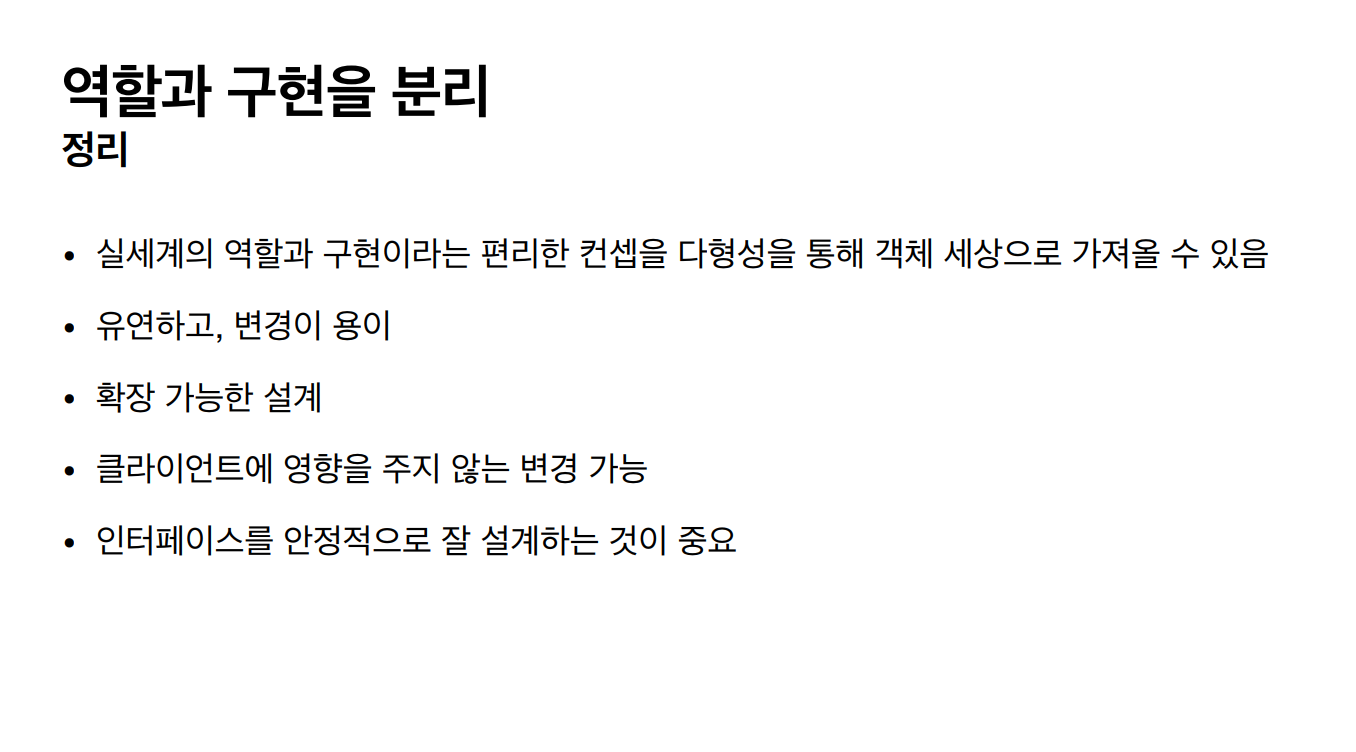 역할과 구현을 분리
정리
• 실세계의 역할과 구현이라는 편리한 컨셉을 다형성을 통해 객체 세상으로 가져올 수 있음
• 유연하고, 변경이 용이
• 확장 가능한 설계
• 클라이언트에 영향을 주지 않는 변경 가능
• 인터페이스를 안정적으로 잘 설계하는 것이 중요